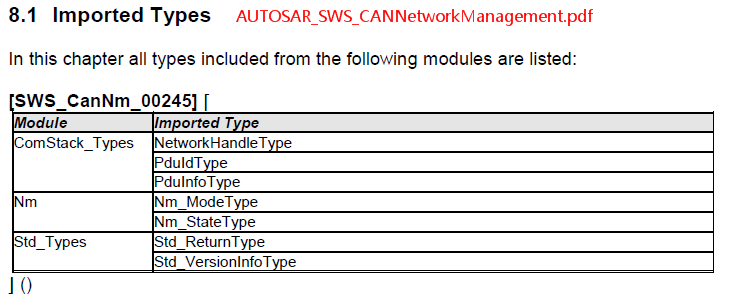 8.1 Imported Types AUTOSAR_SWS_CANNetworkManagement.pdf
In this chapter all types included from the following modules are listed:
[SWS_CanNm_00245] ⌈
Module Imported Type
ComStack_Types NetworkHandleType
PduIdType
PduInfoType
Nm Nm_ModeType
Nm_StateType
Std_Types Std_ReturnType
Std_VersionInfoType
⌋ ()